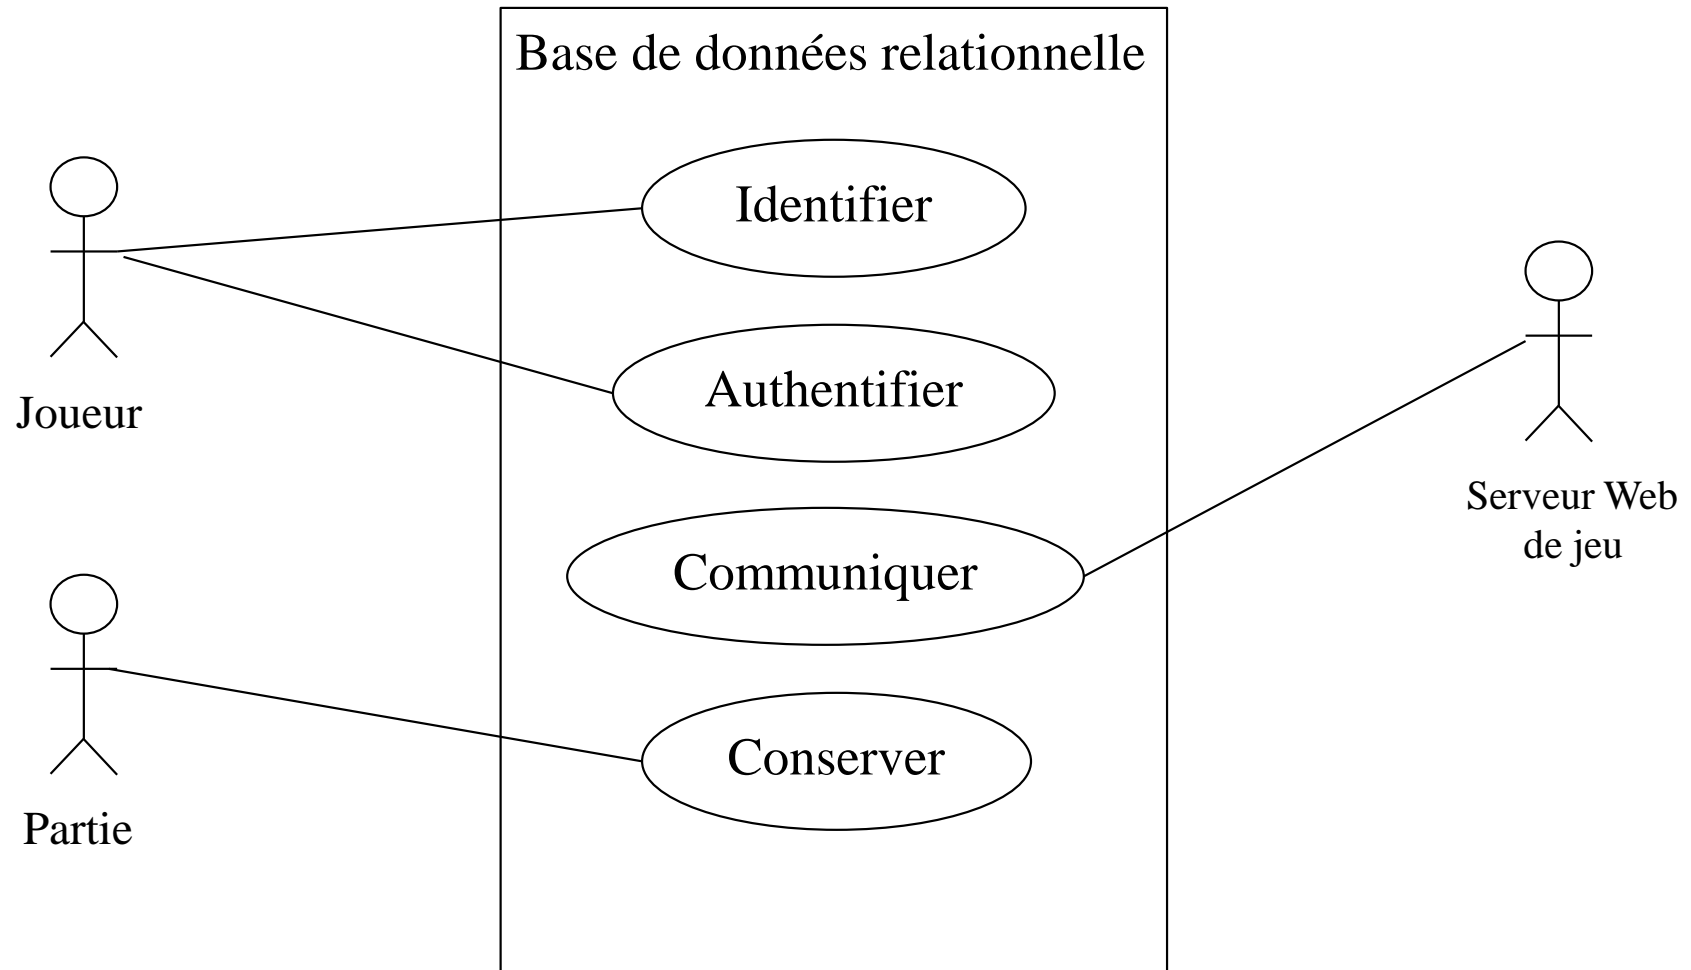 Base de données relationnelle
Identifier
Authentifier
Joueur
Serveur Web
de jeu
Communiquer
Conserver
Partie